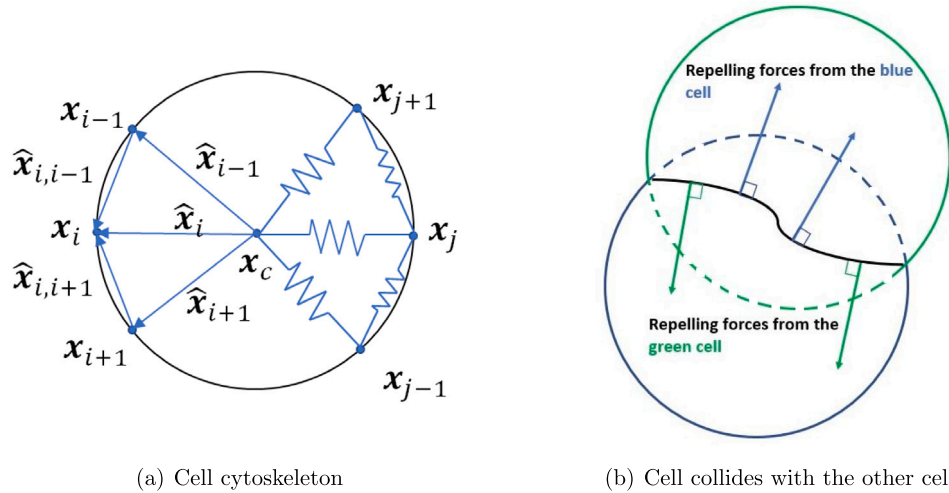 x_{i−1}
x_{j+1}
x̂_{i,i−1}
x̂_{i−1}
x_i
x̂_i
x_j
x_c
x̂_{i,i+1}
x̂_{i+1}
x_{i+1}
x_{j−1}
(a) Cell cytoskeleton
Repelling forces from the blue
cell
Repelling forces from the
green cell
(b) Cell collides with the other cel